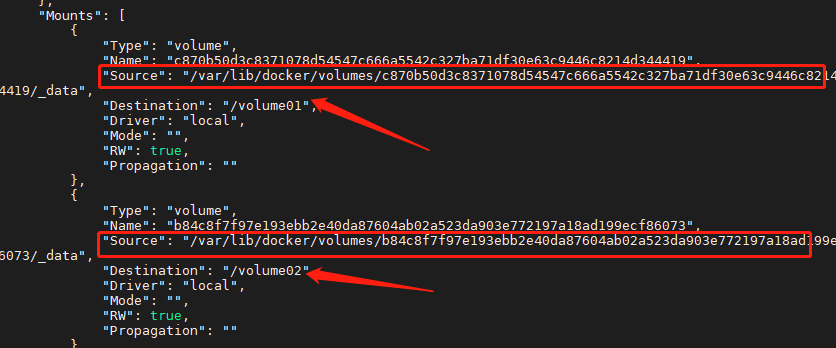 },
"Mounts": [
{
"Type": "volume",
"Name": "c870b50d3c8371078d54547c666a5542c327ba71df30e63c9446c8214d344419",
"Source": "/var/lib/docker/volumes/c870b50d3c8371078d54547c666a5542c327ba71df30e63c9446c8214
4419/_data",
"Destination": "/volume01",
"Driver": "local",
"Mode": "",
"RW": true,
"Propagation": ""
},
{
"Type": "volume",
"Name": "b84c8f7f97e193ebb2e40da87604ab02a523da903e772197a18ad199ecf86073",
"Source": "/var/lib/docker/volumes/b84c8f7f97e193ebb2e40da87604ab02a523da903e772197a18ad199e
6073/_data",
"Destination": "/volume02",
"Driver": "local",
"Mode": "",
"RW": true,
"Propagation": ""
}